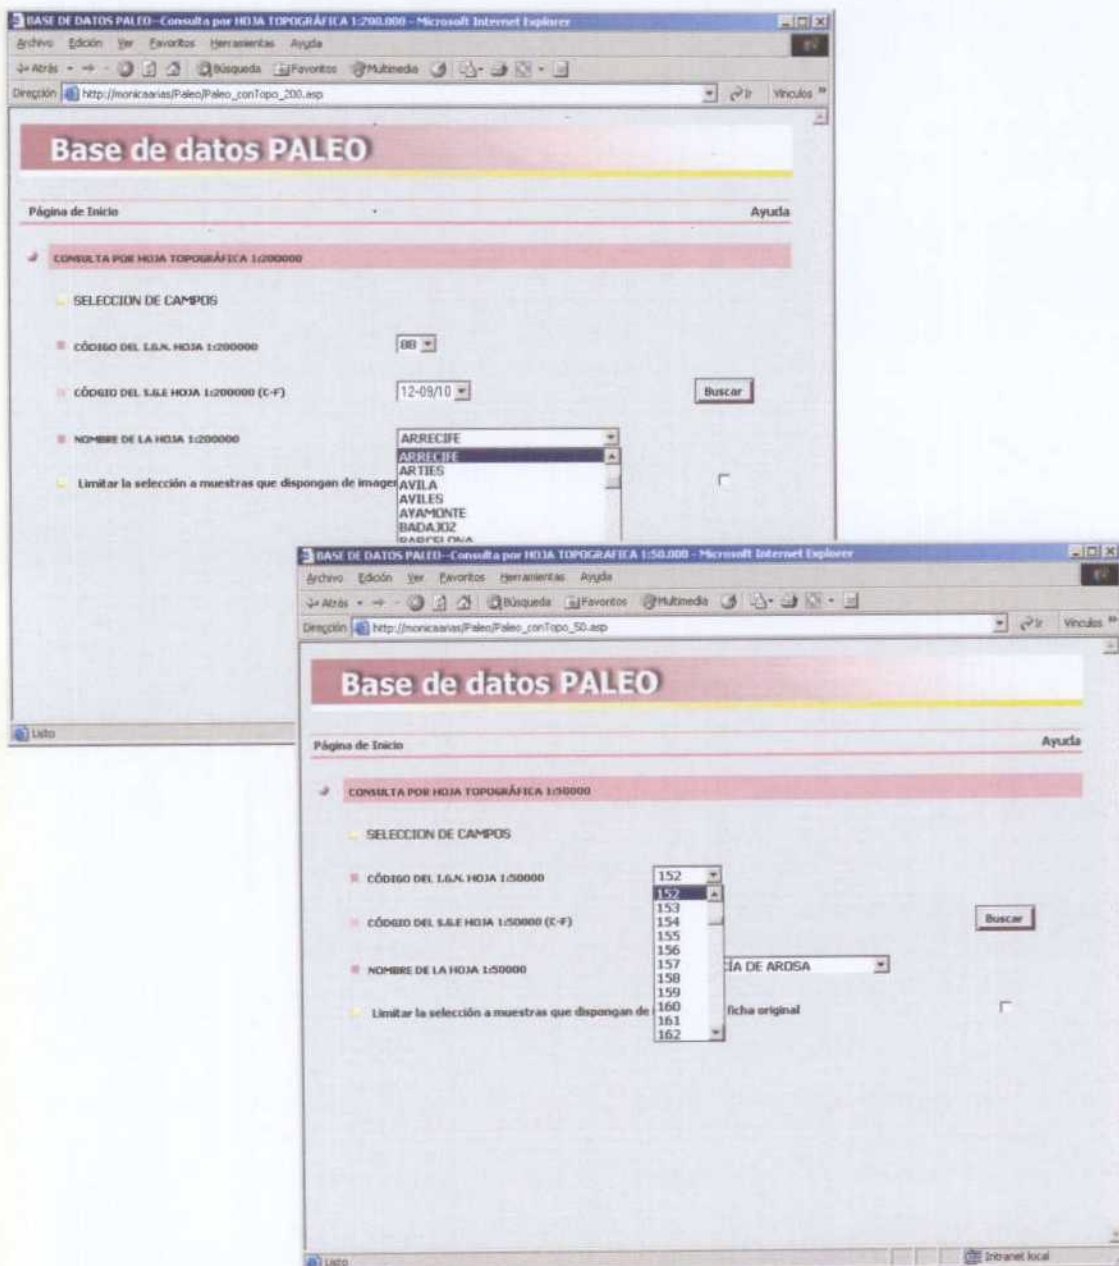 BASE DE DATOS PALEO--Consulta por HOJA TOPOGRÁFICA 1:200.000 - Microsoft Internet Explorer
Archivo Edición Ver Favoritos Herramientas Ayuda
Atrás Búsqueda Favoritos Multimedia
Dirección http://monicaarias/Paleo/Paleo_conTopo_200.asp Ir Vínculos »
Base de datos PALEO
Página de Inicio Ayuda
CONSULTA POR HOJA TOPOGRÁFICA 1:200000
SELECCION DE CAMPOS
CÓDIGO DEL I.G.N. HOJA 1:200000 88
CÓDGIO DEL S.G.E HOJA 1:200000 (C-F) 12-09/10 Buscar
NOMBRE DE LA HOJA 1:200000 ARRECIFE
ARRECIFE
ARTIES
Limitar la selección a muestras que dispongan de imagen
AVILA
AVILES
AYAMONTE
BADAJOZ
BARCELONA
Listo
BASE DE DATOS PALEO--Consulta por HOJA TOPOGRAFICA 1:50.000 - Microsoft Internet Explorer
Archivo Edición Ver Favoritos Herramientas Ayuda
Atrás Búsqueda Favoritos Multimedia
Dirección http://monicaarias/Paleo/Paleo_conTopo_50.asp Ir Vínculos »
Base de datos PALEO
Página de Inicio Ayuda
CONSULTA POR HOJA TOPOGRÁFICA 1:50000
SELECCION DE CAMPOS
CÓDIGO DEL I.G.N. HOJA 1:50000 152
152
153
CÓDGIO DEL S.G.E HOJA 1:50000 (C-F) 154 Buscar
155
156
NOMBRE DE LA HOJA 1:50000 157 CÍA DE AROSA
158
159
Limitar la selección a muestras que dispongan de 160 ficha original
161
162
Listo Intranet local